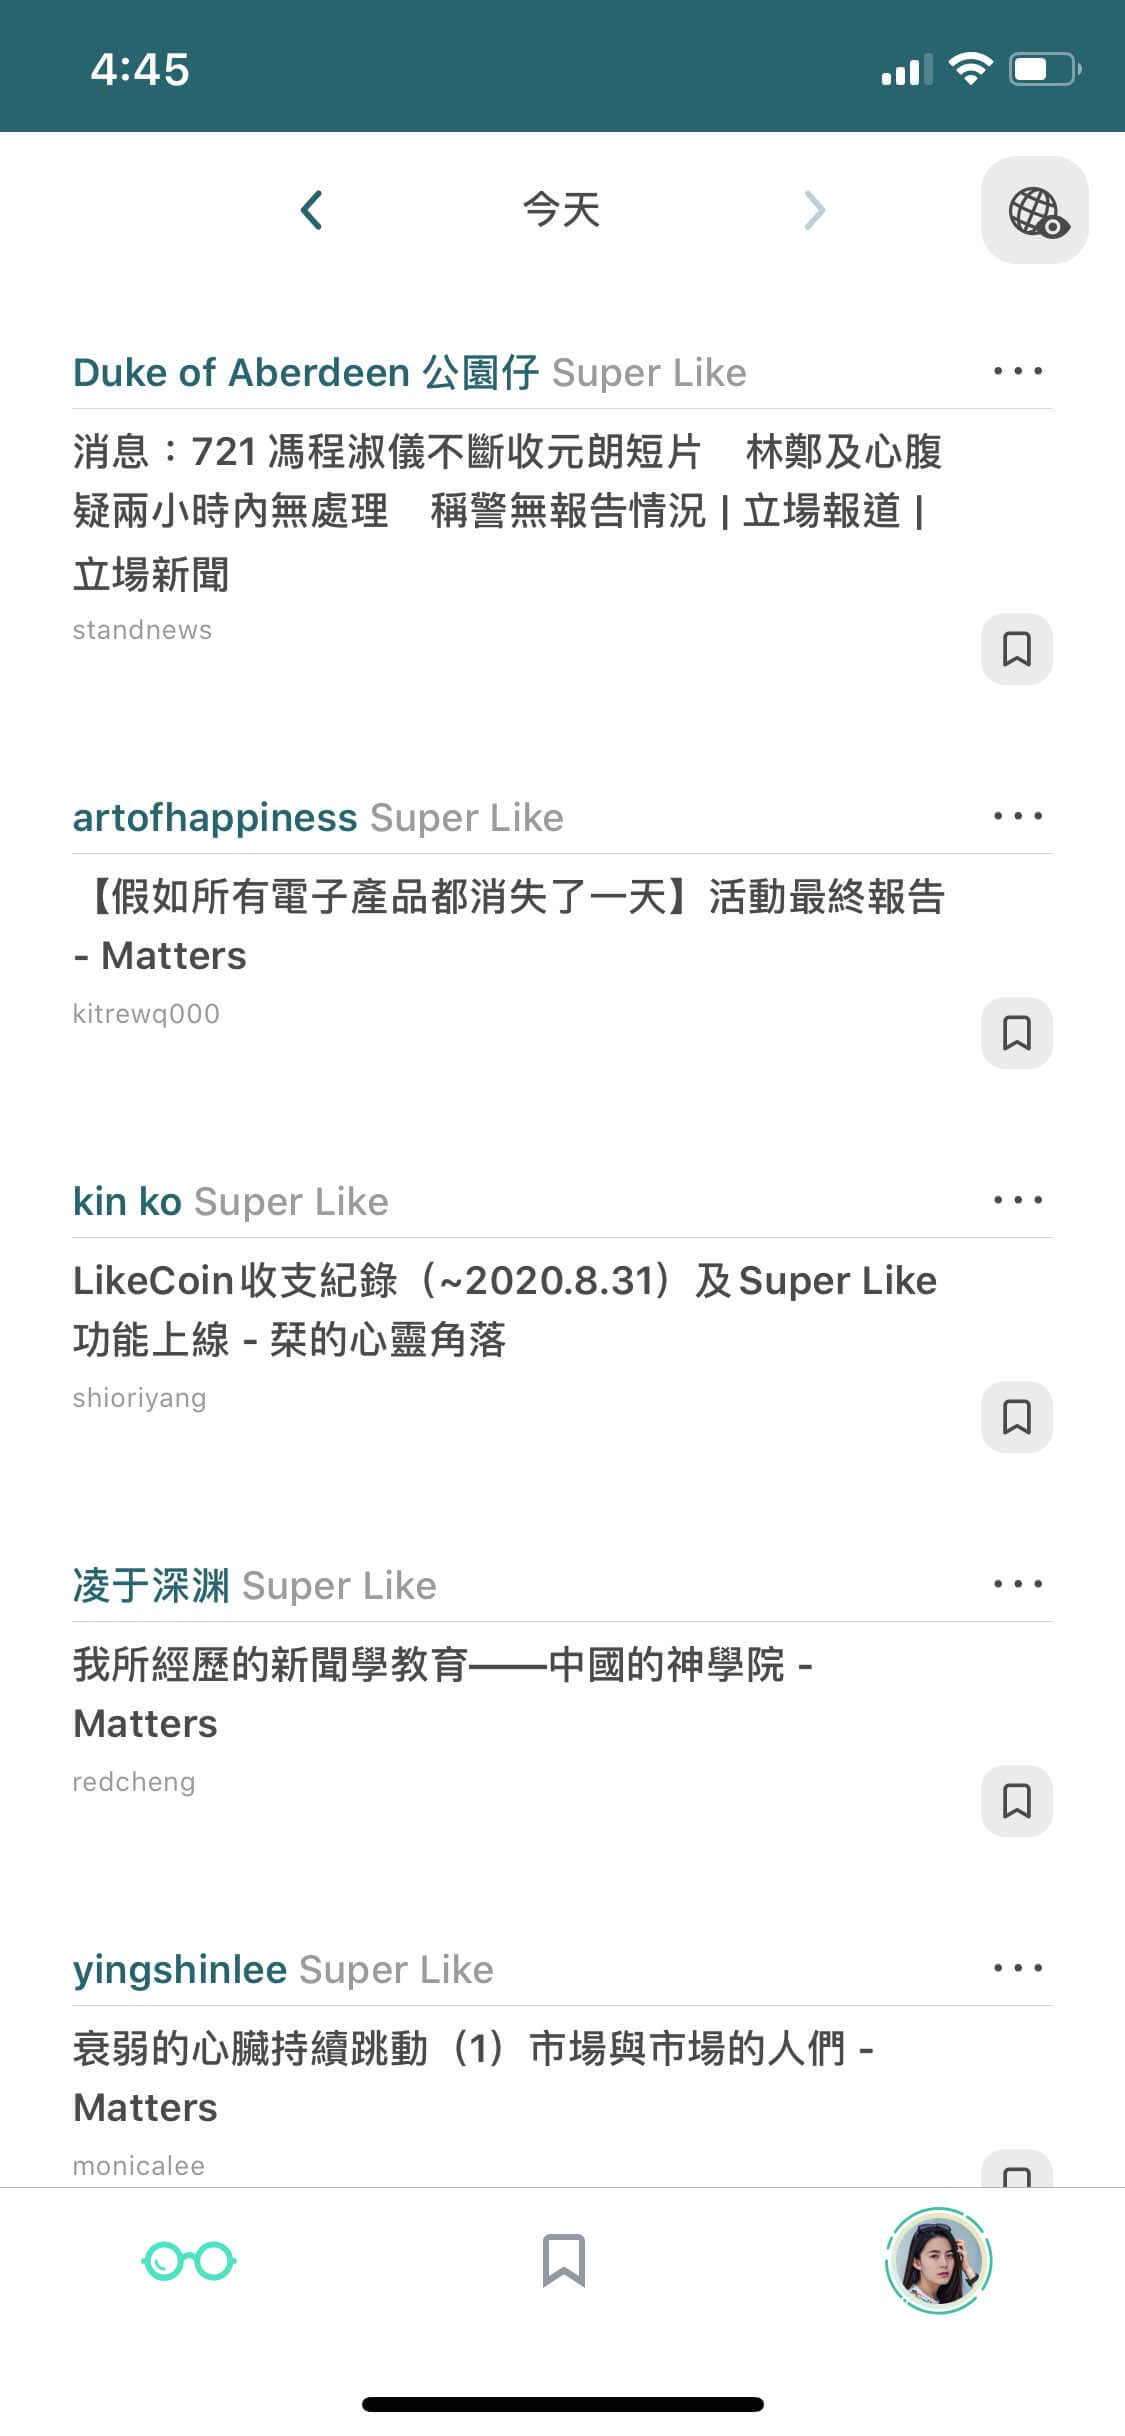 4:45
今天
Duke of Aberdeen 公園仔 Super Like
消息：721 馮程淑儀不斷收元朗短片　林鄭及心腹
疑兩小時內無處理　稱警無報告情況 | 立場報道 |
立場新聞
standnews
artofhappiness Super Like
【假如所有電子產品都消失了一天】活動最終報告
- Matters
kitrewq000
kin ko Super Like
LikeCoin收支紀錄（~2020.8.31）及Super Like
功能上線 - 栞的心靈角落
shioriyang
凌于深渊 Super Like
我所經歷的新聞學教育——中國的神學院 -
Matters
redcheng
yingshinlee Super Like
衰弱的心臟持續跳動（1）市場與市場的人們 -
Matters
monicalee